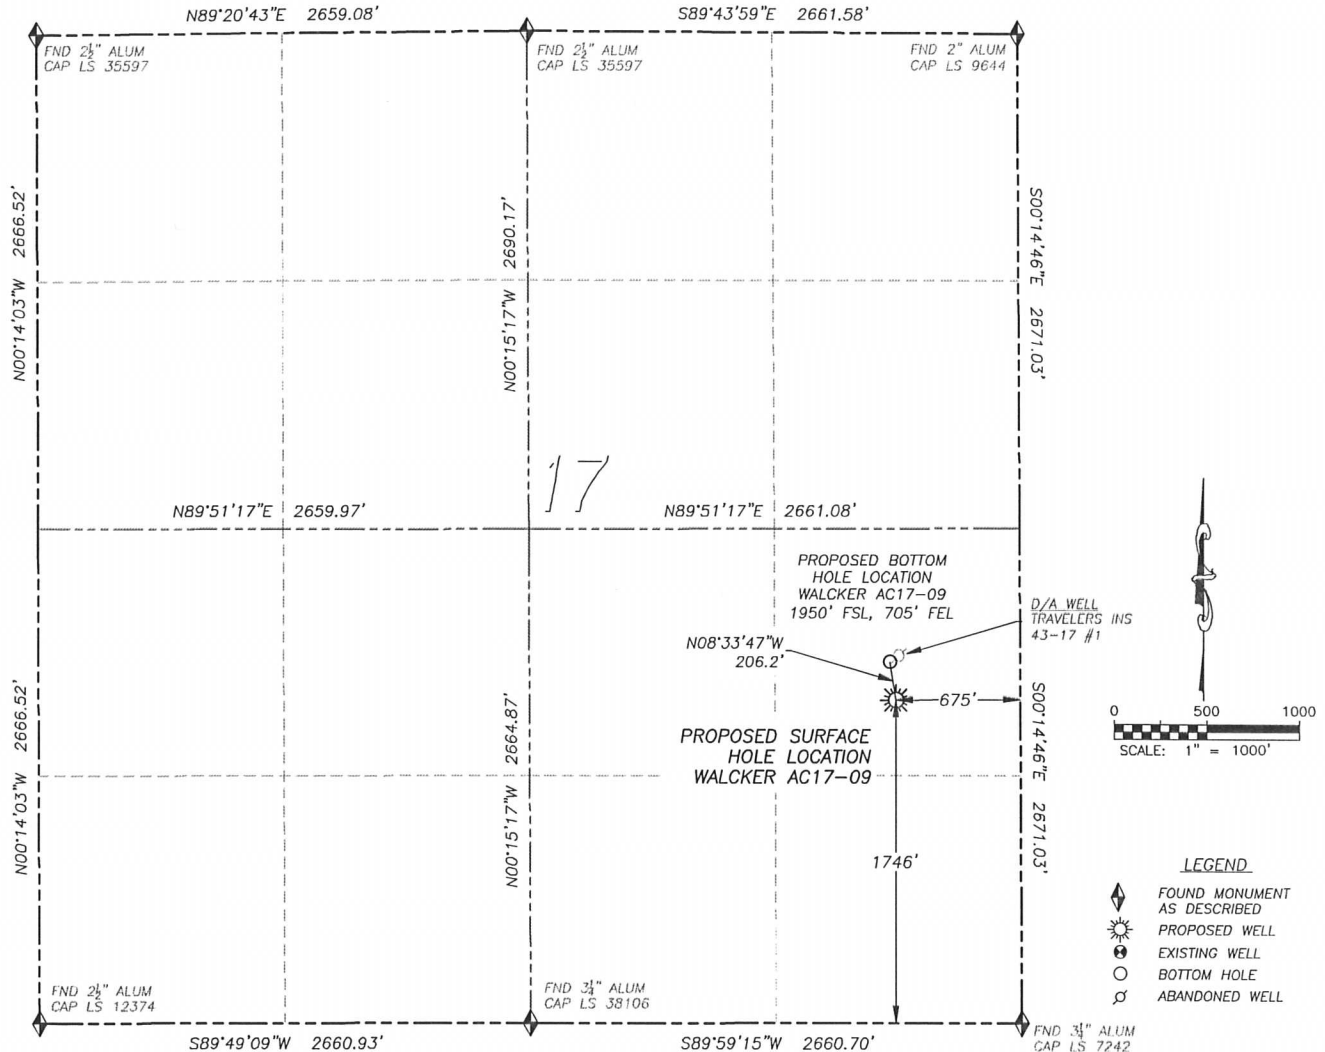 N89°20'43"E 2659.08'
S89°43'59"E 2661.58'
FND 2½" ALUM
CAP LS 35597
FND 2½" ALUM
CAP LS 35597
FND 2" ALUM
CAP LS 9644
N00°14'03"W 2666.52'
N00°15'17"W 2690.17'
S00°14'46"E 2671.03'
17
N89°51'17"E 2659.97'
N89°51'17"E 2661.08'
PROPOSED BOTTOM
HOLE LOCATION
WALCKER AC17-09
1950' FSL, 705' FEL
D/A WELL
TRAVELERS INS
43-17 #1
N08°33'47"W
206.2'
675'
PROPOSED SURFACE
HOLE LOCATION
WALCKER AC17-09
N00°14'03"W 2666.52'
N00°15'17"W 2664.87'
S00°14'46"E 2671.03'
1746'
0 500 1000
SCALE: 1" = 1000'
LEGEND
FOUND MONUMENT
AS DESCRIBED
PROPOSED WELL
EXISTING WELL
BOTTOM HOLE
ABANDONED WELL
FND 2½" ALUM
CAP LS 12374
FND 3¼" ALUM
CAP LS 38106
FND 3¼" ALUM
CAP LS 7242
S89°49'09"W 2660.93'
S89°59'15"W 2660.70'